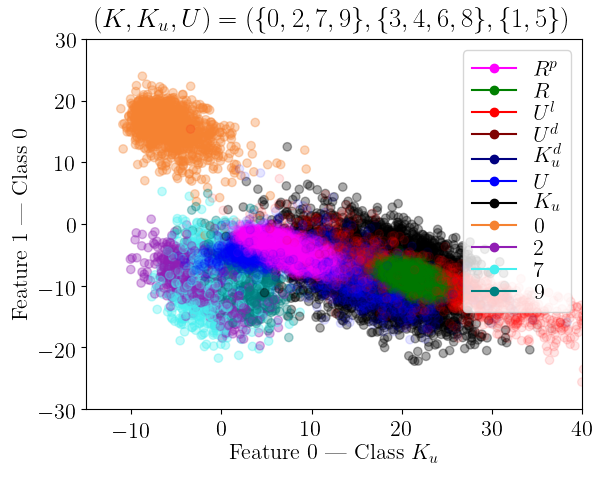 (K, K_u, U) = ({0, 2, 7, 9}, {3, 4, 6, 8}, {1, 5})
30
20
10
0
−10
−20
−30
Feature 1 — Class 0
R^p
R
U^l
U^d
K_u^d
U
K_u
0
2
7
9
−10
0
10
20
30
40
Feature 0 — Class K_u